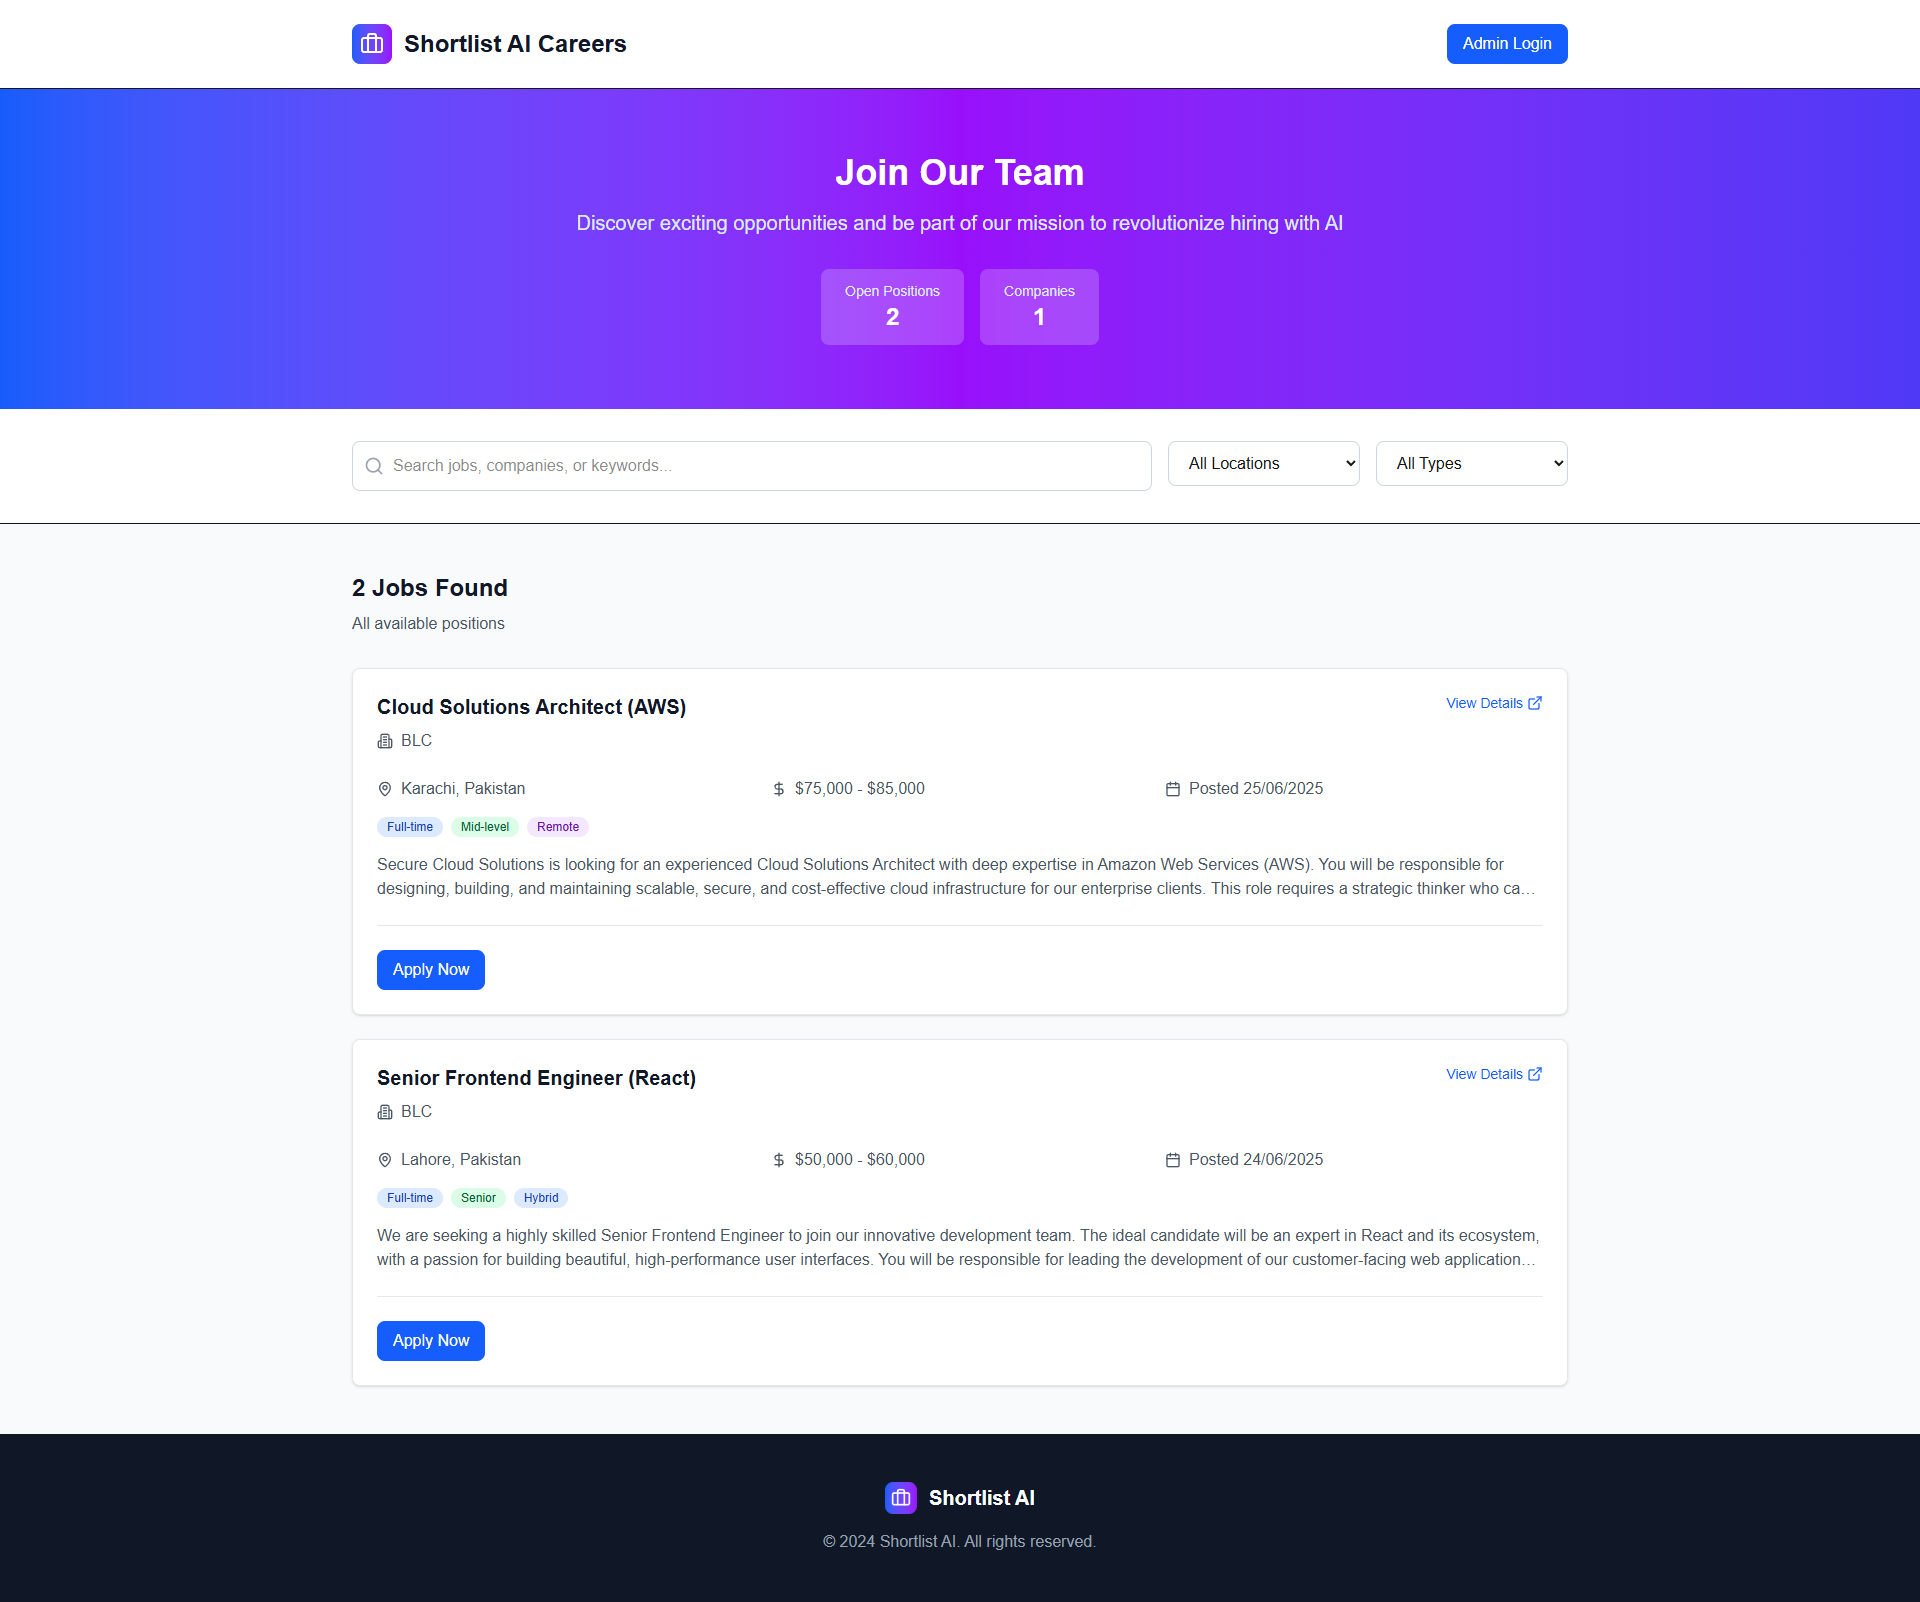 Shortlist AI Careers
Admin Login
Join Our Team
Discover exciting opportunities and be part of our mission to revolutionize hiring with AI
Open Positions
2
Companies
1
Search jobs, companies, or keywords...
All Locations
All Types
2 Jobs Found
All available positions
Cloud Solutions Architect (AWS)
View Details
BLC
Karachi, Pakistan
$75,000 - $85,000
Posted 25/06/2025
Full-time
Mid-level
Remote
Secure Cloud Solutions is looking for an experienced Cloud Solutions Architect with deep expertise in Amazon Web Services (AWS). You will be responsible for
designing, building, and maintaining scalable, secure, and cost-effective cloud infrastructure for our enterprise clients. This role requires a strategic thinker who ca…
Apply Now
Senior Frontend Engineer (React)
View Details
BLC
Lahore, Pakistan
$50,000 - $60,000
Posted 24/06/2025
Full-time
Senior
Hybrid
We are seeking a highly skilled Senior Frontend Engineer to join our innovative development team. The ideal candidate will be an expert in React and its ecosystem,
with a passion for building beautiful, high-performance user interfaces. You will be responsible for leading the development of our customer-facing web application…
Apply Now
Shortlist AI
© 2024 Shortlist AI. All rights reserved.